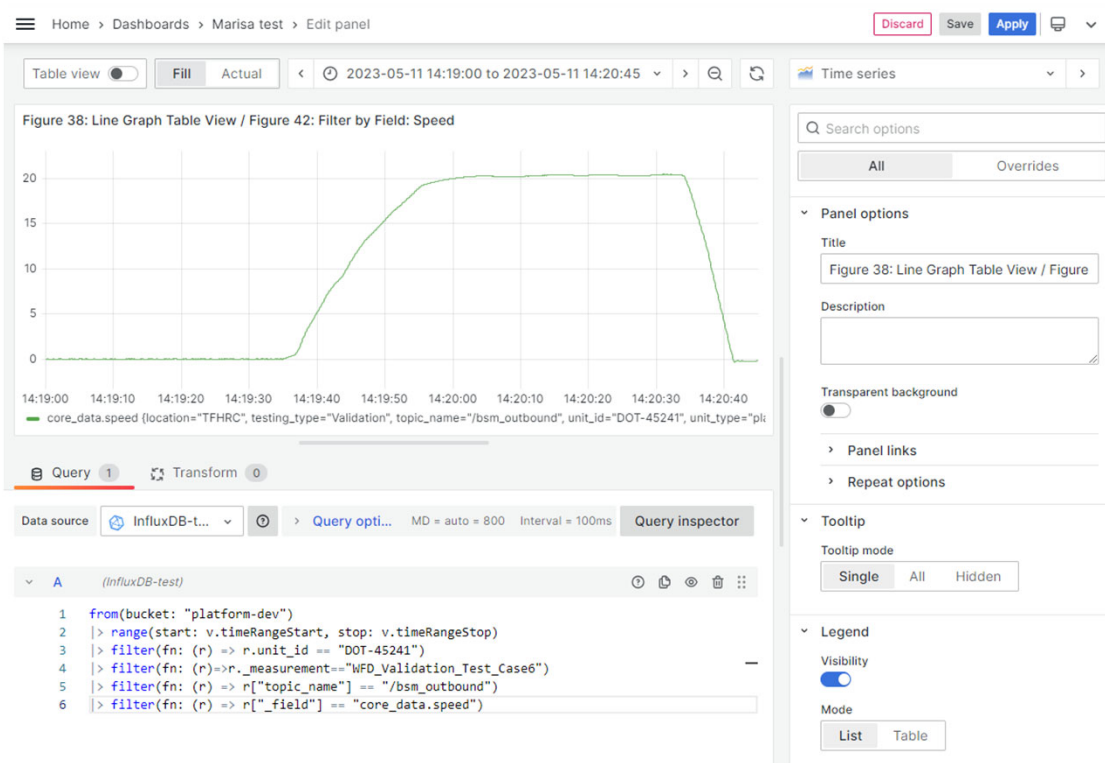 Home › Dashboards › Marisa test › Edit panel
Discard Save Apply
Table view Fill Actual 2023-05-11 14:19:00 to 2023-05-11 14:20:45
Time series
Figure 38: Line Graph Table View / Figure 42: Filter by Field: Speed
20
15
10
5
0
14:19:00 14:19:10 14:19:20 14:19:30 14:19:40 14:19:50 14:20:00 14:20:10 14:20:20 14:20:30 14:20:40
core_data.speed {location="TFHRC", testing_type="Validation", topic_name="/bsm_outbound", unit_id="DOT-45241", unit_type="pla
Query 1 Transform 0
Data source InfluxDB-t... Query opti... MD = auto = 800 Interval = 100ms Query inspector
A (InfluxDB-test)
1 from(bucket: "platform-dev")
2 |> range(start: v.timeRangeStart, stop: v.timeRangeStop)
3 |> filter(fn: (r) => r.unit_id == "DOT-45241")
4 |> filter(fn: (r)=>r._measurement=="WFD_Validation_Test_Case6")
5 |> filter(fn: (r) => r["topic_name"] == "/bsm_outbound")
6 |> filter(fn: (r) => r["_field"] == "core_data.speed")
Search options
All Overrides
Panel options
Title
Figure 38: Line Graph Table View / Figure
Description
Transparent background
Panel links
Repeat options
Tooltip
Tooltip mode
Single All Hidden
Legend
Visibility
Mode
List Table